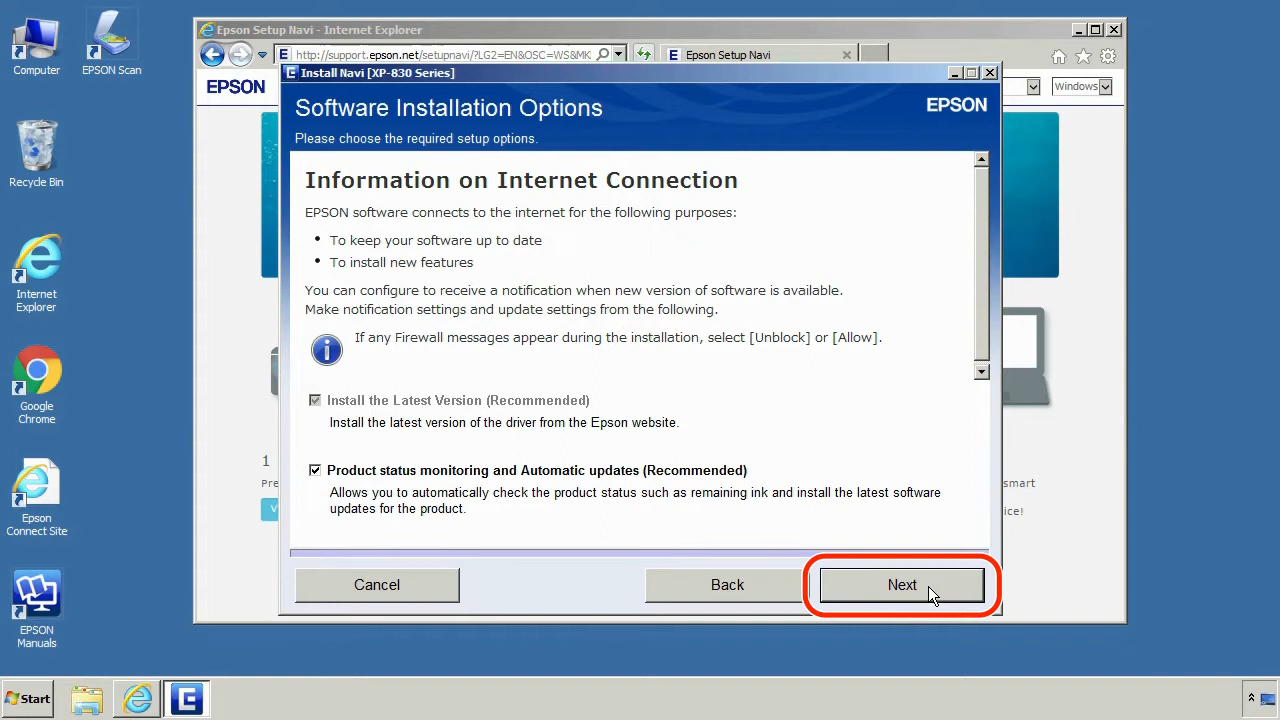 Computer
EPSON Scan
Recycle Bin
Internet
Explorer
Google
Chrome
Epson
Connect Site
EPSON
Manuals
Epson Setup Navi - Internet Explorer
http://support.epson.net/setupnavi/?LG2=EN&OSC=WS&MK
Epson Setup Navi
EPSON
Windows
Install Navi [XP-830 Series]
Software Installation Options
EPSON
Please choose the required setup options.
Information on Internet Connection
EPSON software connects to the internet for the following purposes:
• To keep your software up to date
• To install new features
You can configure to receive a notification when new version of software is available.
Make notification settings and update settings from the following.
If any Firewall messages appear during the installation, select [Unblock] or [Allow].
Install the Latest Version (Recommended)
Install the latest version of the driver from the Epson website.
Product status monitoring and Automatic updates (Recommended)
Allows you to automatically check the product status such as remaining ink and install the latest software
updates for the product.
1
Pre
smart
ice!
Cancel
Back
Next
Start